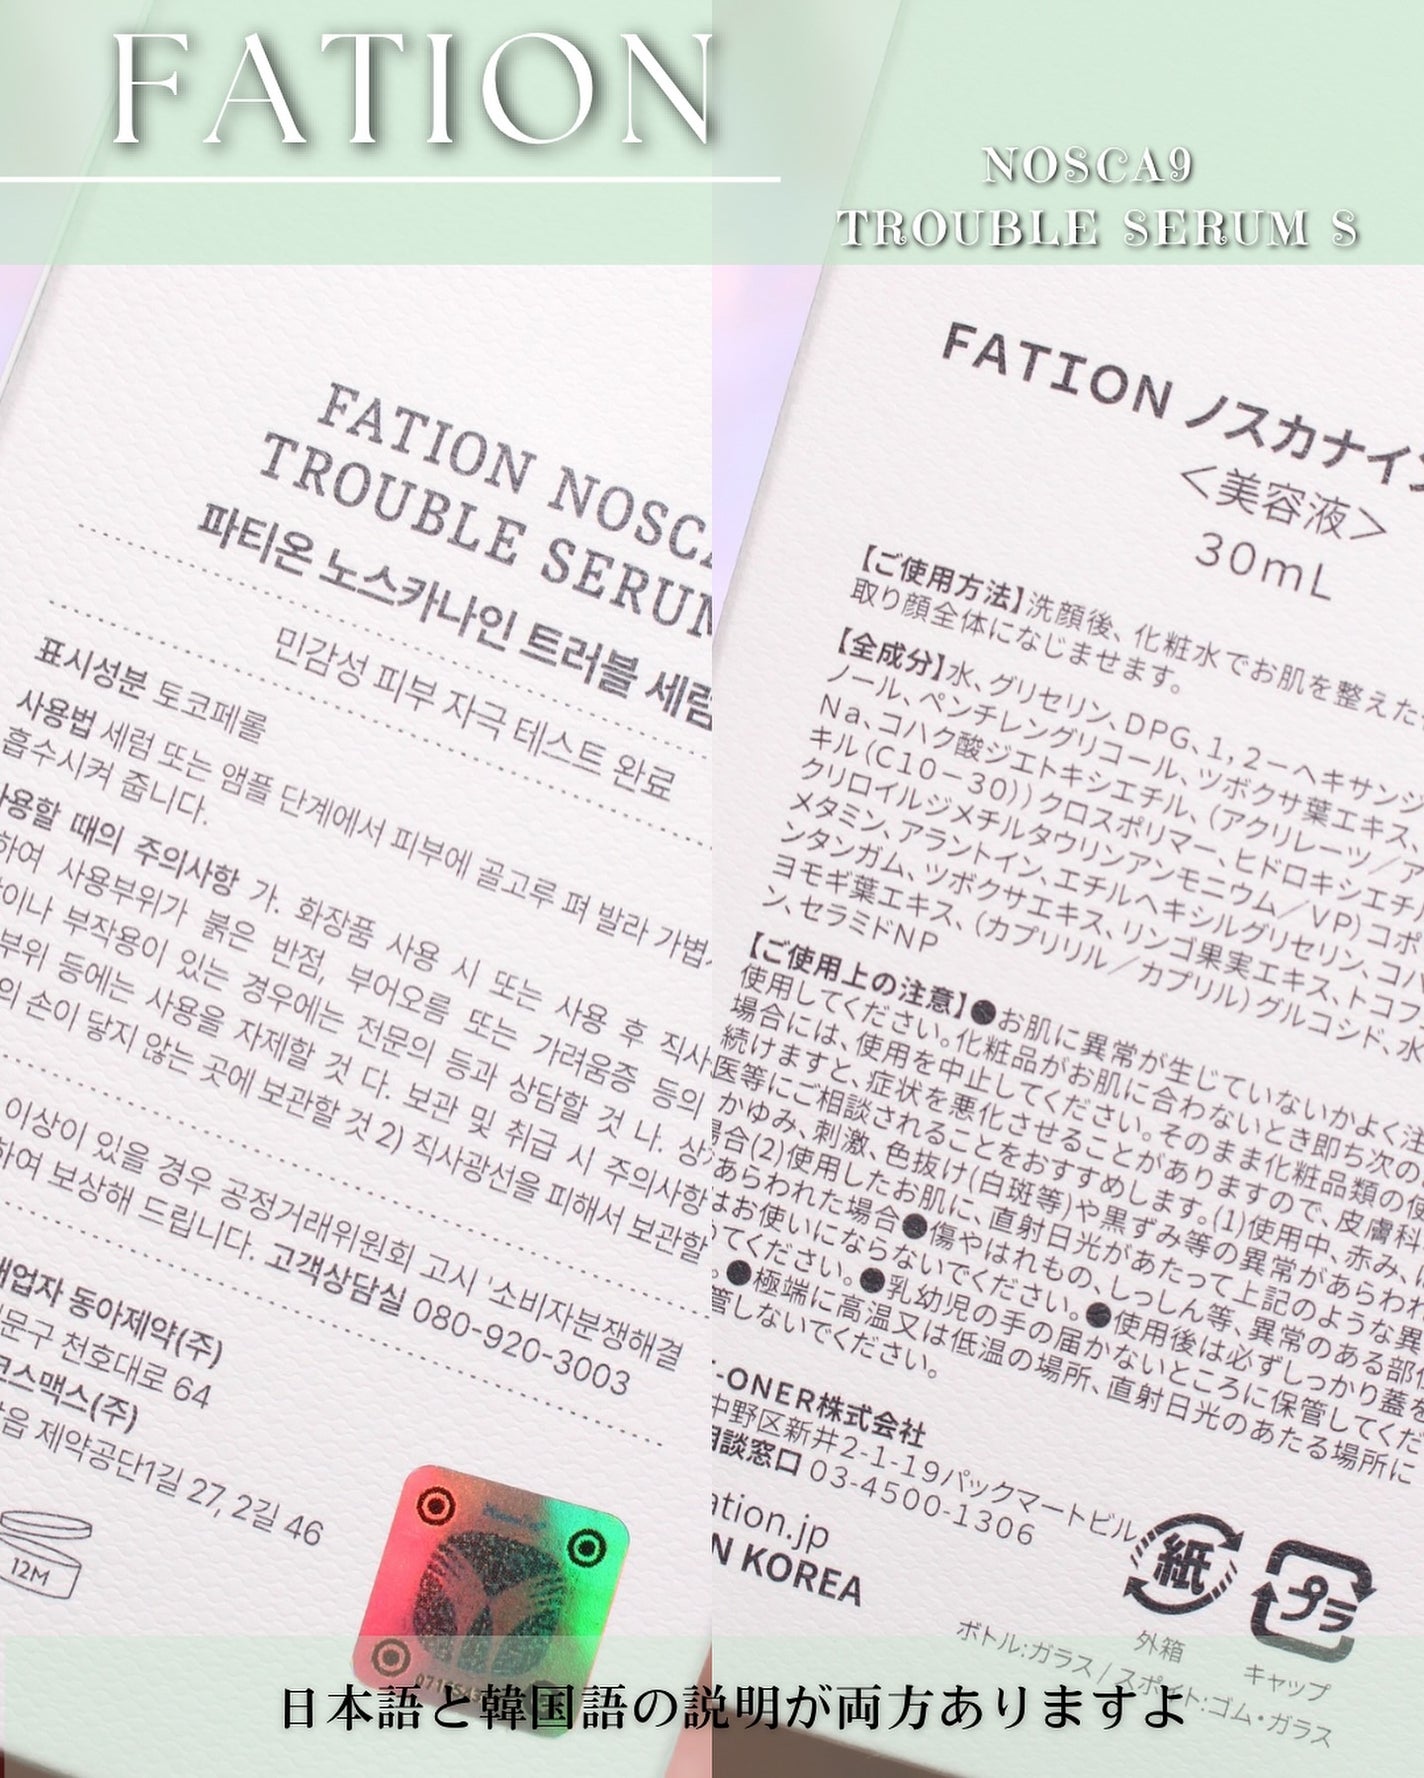 FATION
NOSCA9
TROUBLE SERUM S
FATION NOSCA
TROUBLE SERUM
파티온 노스카나인 트러블 세럼
민감성 피부 자극 테스트 완료
표시성분 토코페롤
사용법 세럼 또는 앰플 단계에서 피부에 골고루 펴 발라 가볍
흡수시켜 줍니다.
사용할 때의 주의사항 가. 화장품 사용 시 또는 사용 후 직사
하여 사용부위가 붉은 반점, 부어오름 또는 가려움증 등의
이나 부작용이 있는 경우에는 전문의 등과 상담할 것 나. 상
부위 등에는 사용을 자제할 것 다. 보관 및 취급 시 주의사항
의 손이 닿지 않는 곳에 보관할 것 2) 직사광선을 피해서 보관할
이상이 있을 경우 공정거래위원회 고시 '소비자분쟁해결
하여 보상해 드립니다. 고객상담실 080-920-3003
매업자 동아제약(주)
문구 천호대로 64
코스맥스(주)
음 제약공단1길 27, 2길 46
12M
FATION ノスカナイン
<美容液>
30mL
【ご使用方法】洗顔後、化粧水でお肌を整えた
取り顔全体になじませます。
【全成分】水、グリセリン、DPG、1,2-ヘキサンジ
ノール、ペンチレングリコール、ツボクサ葉エキス、
Na、コハク酸ジエトキシエチル、(アクリレーツ/ア
キル(C10-30))クロスポリマー、ヒドロキシエチル
クリロイルジメチルタウリンアンモニウム/VP)コポ
メタミン、アラントイン、エチルヘキシルグリセリン、コハ
ンタンガム、ツボクサエキス、リンゴ果実エキス、トコフ
ヨモギ葉エキス、(カプリリル/カプリル)グルコシド、水
ン、セラミドNP
【ご使用上の注意】●お肌に異常が生じていないかよく注
使用してください。化粧品がお肌に合わないとき即ち次の
場合には、使用を中止してください。そのまま化粧品類の使
続けますと、症状を悪化させることがありますので、皮膚科
医等にご相談されることをおすすめします。(1)使用中、赤み、は
かゆみ、刺激、色抜け(白斑等)や黒ずみ等の異常があらわれ
場合(2)使用したお肌に、直射日光があたって上記のような異
あらわれた場合●傷やはれもの、しっしん等、異常のある部位
はお使いにならないでください。●使用後は必ずしっかり蓋を
めてください。●乳幼児の手の届かないところに保管してくだ
。●極端に高温又は低温の場所、直射日光のあたる場所に
管しないでください。
-ONER株式会社
中野区新井2-1-19パックマートビル
相談窓口 03-4500-1306
ation.jp
N KOREA
紙
プラ
外箱
キャップ
ボトル:ガラス / スポイト:ゴム・ガラス
日本語と韓国語の説明が両方ありますよ